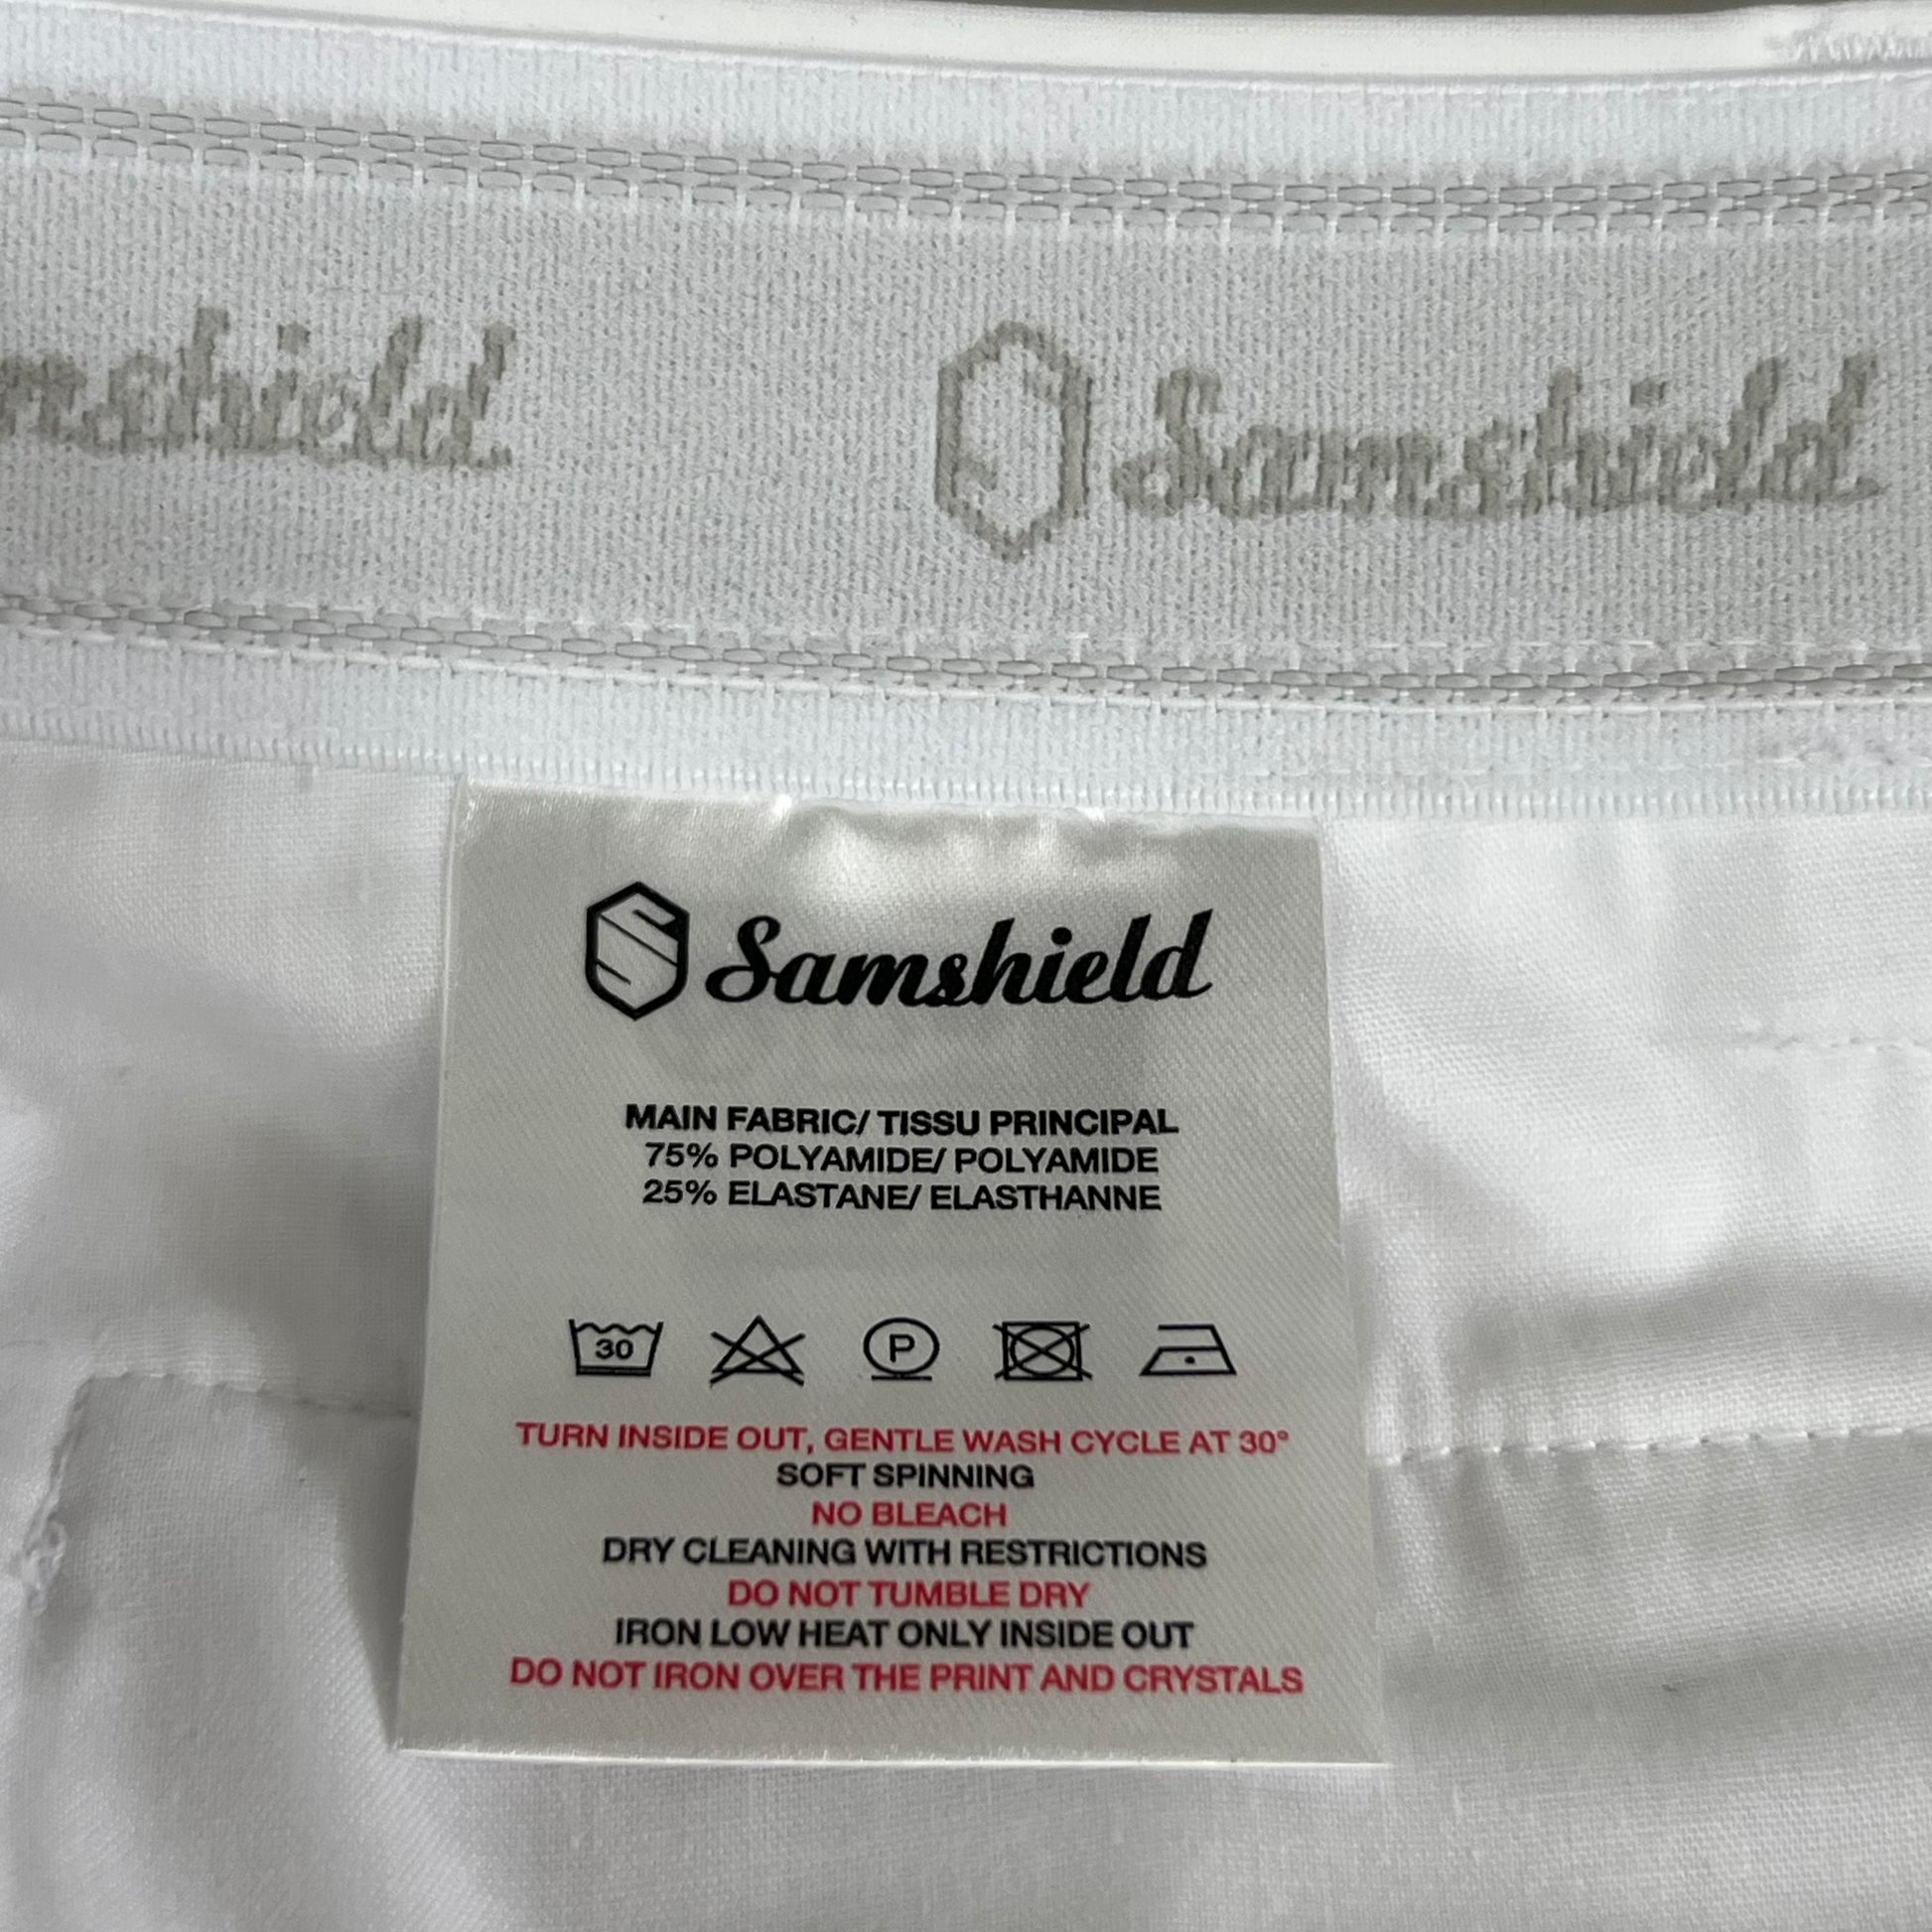 nshield
Samshield
Samshield
MAIN FABRIC/ TISSU PRINCIPAL
75% POLYAMIDE/ POLYAMIDE
25% ELASTANE/ ELASTHANNE
30 P
TURN INSIDE OUT, GENTLE WASH CYCLE AT 30°
SOFT SPINNING
NO BLEACH
DRY CLEANING WITH RESTRICTIONS
DO NOT TUMBLE DRY
IRON LOW HEAT ONLY INSIDE OUT
DO NOT IRON OVER THE PRINT AND CRYSTALS